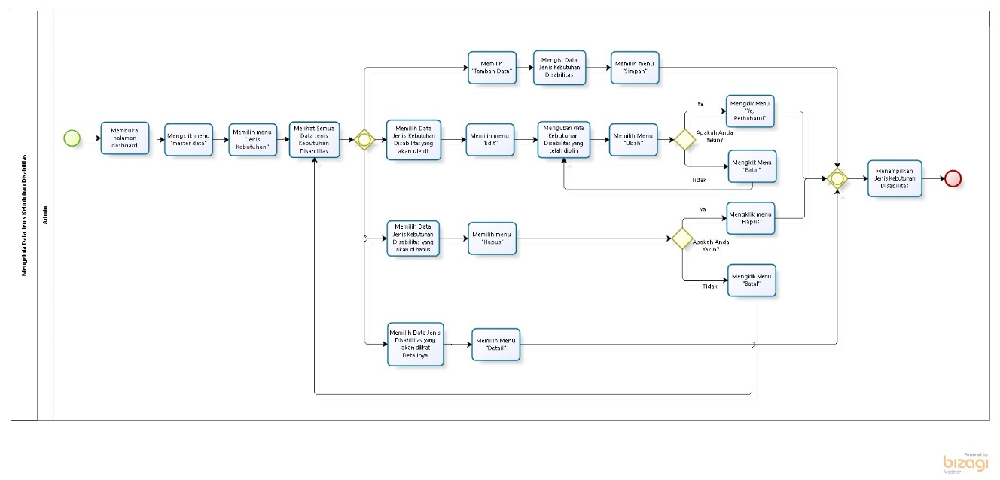 Mengelola Data Jenis Kebutuhan Disabilitas
Admin
Membuka
halaman
dasboard
Mengklik menu
"master data"
Memilih menu
"Jenis
Kebutuhan"
Melihat Semua
Data Jenis
Kebutuhan
Disabilitas
Memilih
"Tambah Data"
Mengisi Data
Jenis Kebutuhan
Disabilitas
Memilih menu
"Simpan"
Memilih Data
Jenis Kebutuhan
Disabilitas yang
akan dieidt
Memilih menu
"Edit"
Mengubah data
Kebutuhan
Disabilitas yang
telah dipilih
Memilih Menu
"Ubah"
Apakah Anda
Yakin?
Ya
Mengklik Menu
"Ya,
Perbaharui"
Tidak
Mengklik Menu
"Batal"
Memilih Data
Jenis Kebutuhan
Disabilitas yang
akan di hapus
Memilih menu
"Hapus"
Apakah Anda
Yakin?
Ya
Mengklik menu
"Hapus"
Tidak
Mengklik Menu
"Batal"
Memilih Data Jenis
Disabilitas yang
akan dilihat
Detailnya
Memilih Menu
"Detail"
Menampilkan
Jenis Kebutuhan
Disabilitas
Powered by
bizagi
Modeler